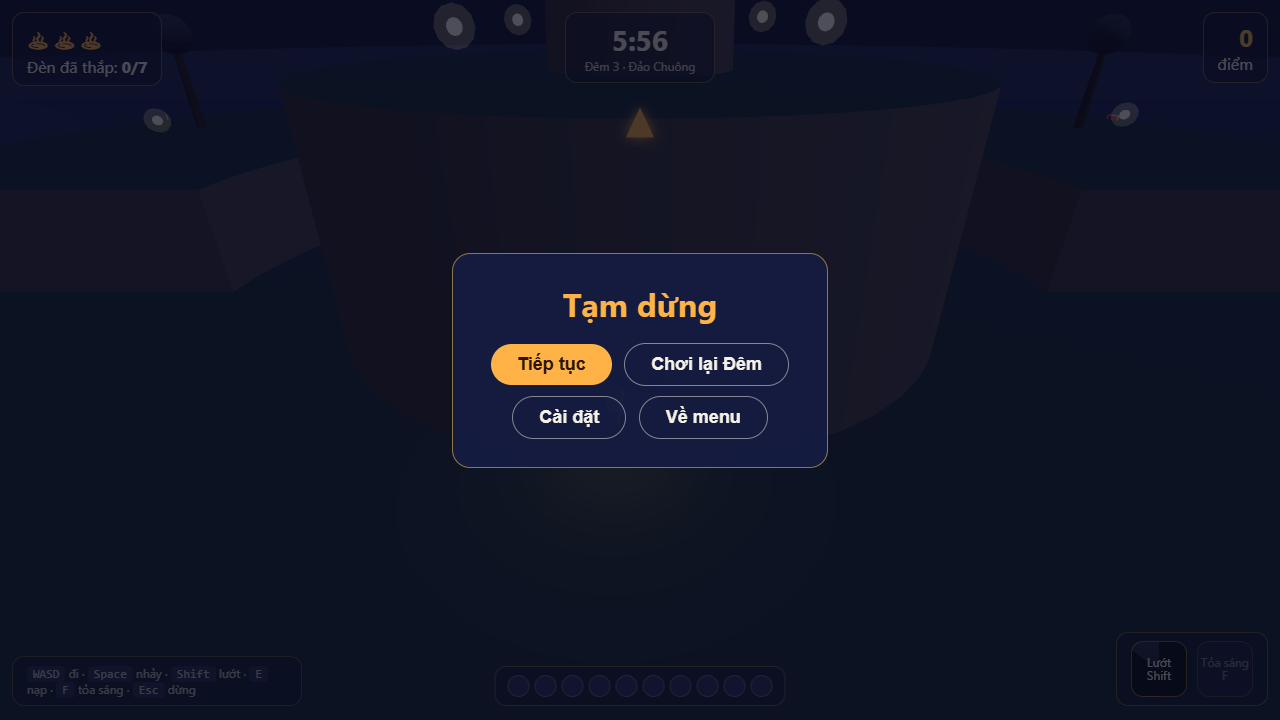 Đèn đã thắp: 0/7
5:56
Đêm 3 · Đảo Chuông
0
điểm
Tạm dừng
Tiếp tục
Chơi lại Đêm
Cài đặt
Về menu
WASD đi · Space nhảy · Shift lướt · E
nạp · F tỏa sáng · Esc dừng
Lướt
Shift
Tỏa sáng
F